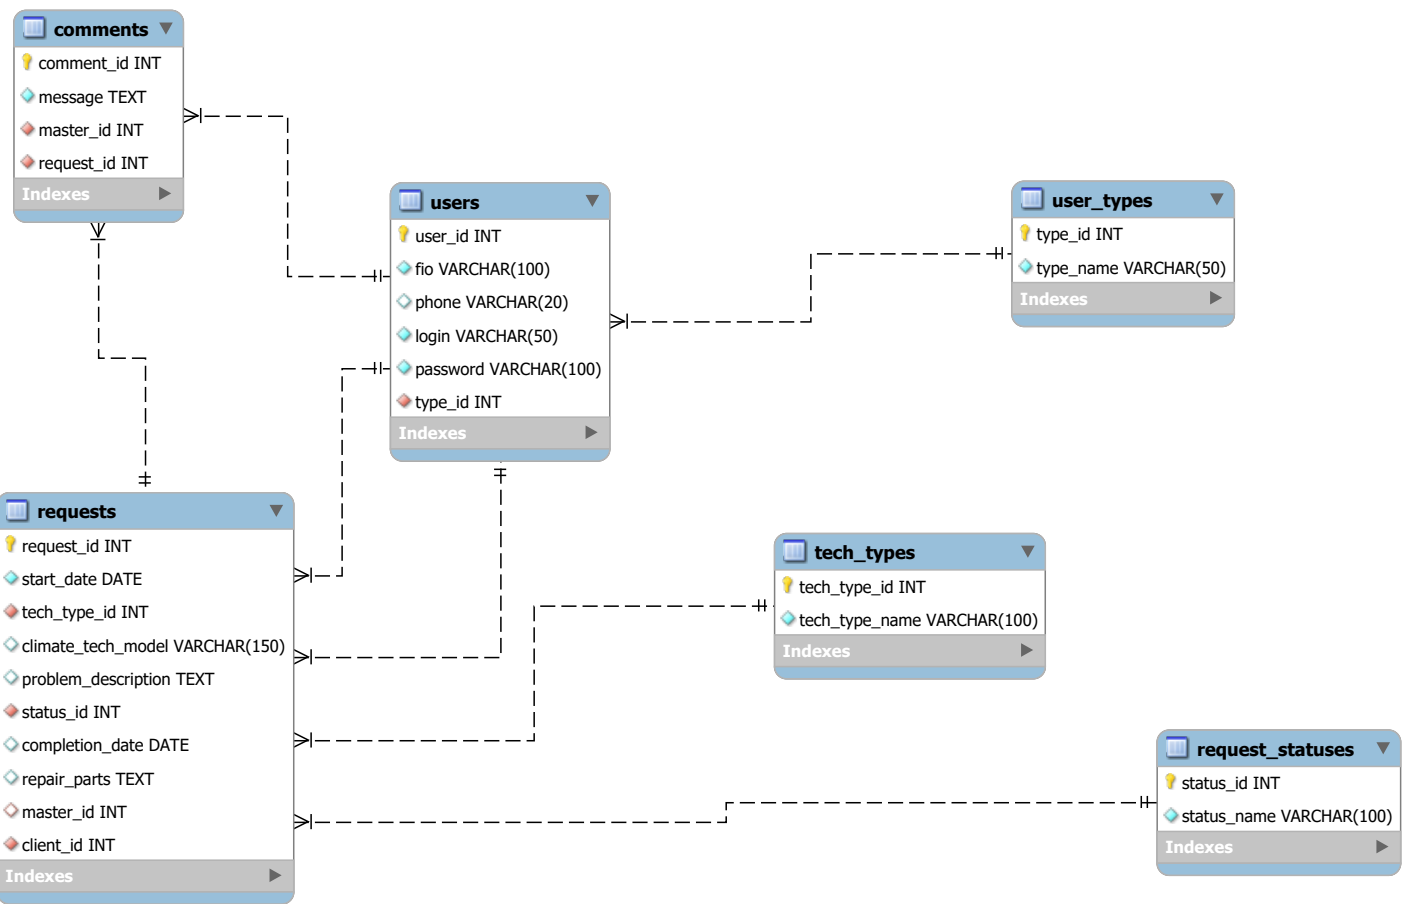 comments
comment_id INT
message TEXT
master_id INT
request_id INT
Indexes
users
user_id INT
fio VARCHAR(100)
phone VARCHAR(20)
login VARCHAR(50)
password VARCHAR(100)
type_id INT
Indexes
user_types
type_id INT
type_name VARCHAR(50)
Indexes
requests
request_id INT
start_date DATE
tech_type_id INT
climate_tech_model VARCHAR(150)
problem_description TEXT
status_id INT
completion_date DATE
repair_parts TEXT
master_id INT
client_id INT
Indexes
tech_types
tech_type_id INT
tech_type_name VARCHAR(100)
Indexes
request_statuses
status_id INT
status_name VARCHAR(100)
Indexes